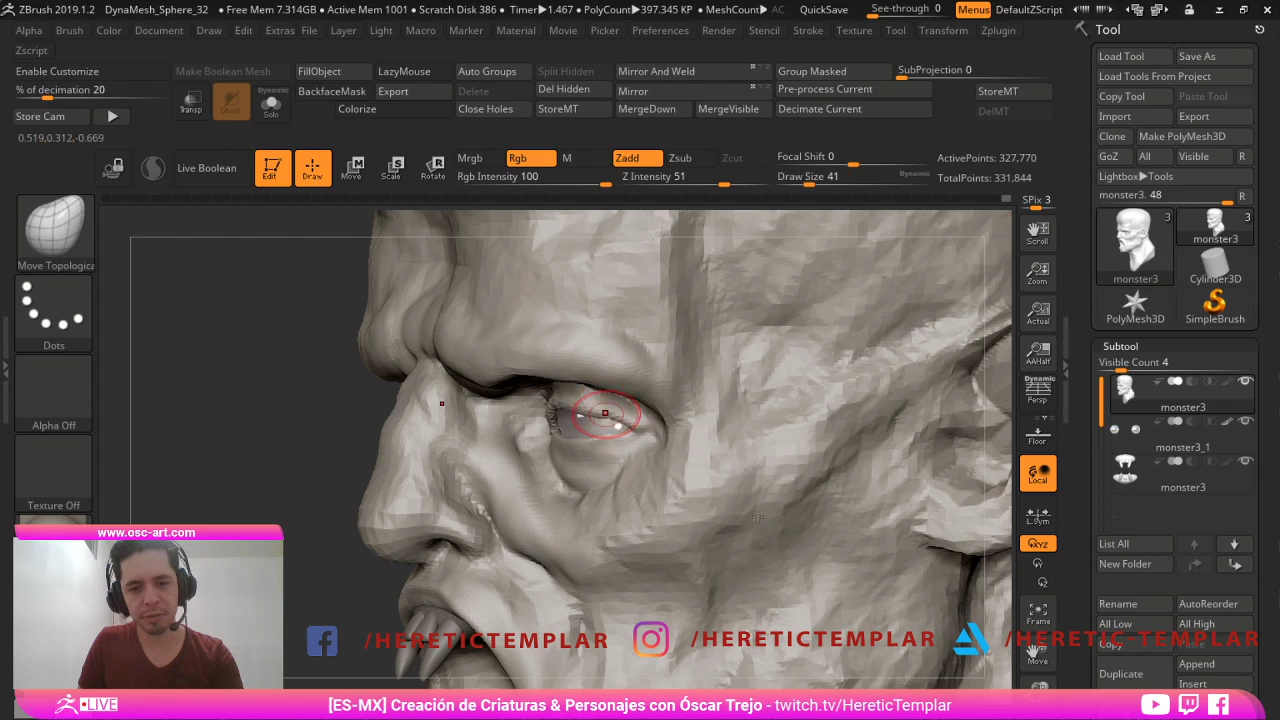 ZBrush 2019.1.2 DynaMesh_Sphere_32 • Free Mem 7.314GB • Active Mem 1001 • Scratch Disk 386 • Timer▶1.467 • PolyCount▶397.345 KP • MeshCount▶ AC QuickSave See-through 0 Menus DefaultZScript
Alpha Brush Color Document Draw Edit Extras File Layer Light Macro Marker Material Movie Picker Preferences Render Stencil Stroke Texture Tool Transform Zplugin
Zscript
Enable Customize
% of decimation 20
Store Cam
Transp
Ghost
Dynamic
Solo
Make Boolean Mesh FillObject LazyMouse Auto Groups Split Hidden Mirror And Weld Group Masked SubProjection 0
BackfaceMask Export Delete Del Hidden Mirror Pre-process Current StoreMT
Colorize Close Holes StoreMT MergeDown MergeVisible Decimate Current DelMT
0.519,0.312,-0.669
Live Boolean
Edit
Draw
Move
Scale
Rotate
Mrgb Rgb M Zadd Zsub Zcut
Rgb Intensity 100 Z Intensity 51
Focal Shift 0
Draw Size 41 Dynamic
ActivePoints: 327,770
TotalPoints: 331,844
Move Topologica
Dots
Alpha Off
Texture Off
SPix 3
Scroll
Zoom
Actual
AAHalf
Dynamic
Persp
Floor
Local
L.Sym
XYZ
Frame
Move
Tool
Load Tool Save As
Load Tools From Project
Copy Tool Paste Tool
Import Export
Clone Make PolyMesh3D
GoZ All Visible R
Lightbox▶Tools
monster3. 48 R
3
monster3
3
monster3
Cylinder3D
PolyMesh3D
SimpleBrush
Subtool
Visible Count 4
monster3
monster3_1
monster3
List All
New Folder
Rename AutoReorder
All Low All High
Copy Paste
Duplicate
Append
Insert
www.osc-art.com
/HERETICTEMPLAR
/HERETICTEMPLAR
/HERETIC_TEMPLAR
LIVE
[ES-MX] Creación de Criaturas & Personajes con Óscar Trejo - twitch.tv/HereticTemplar